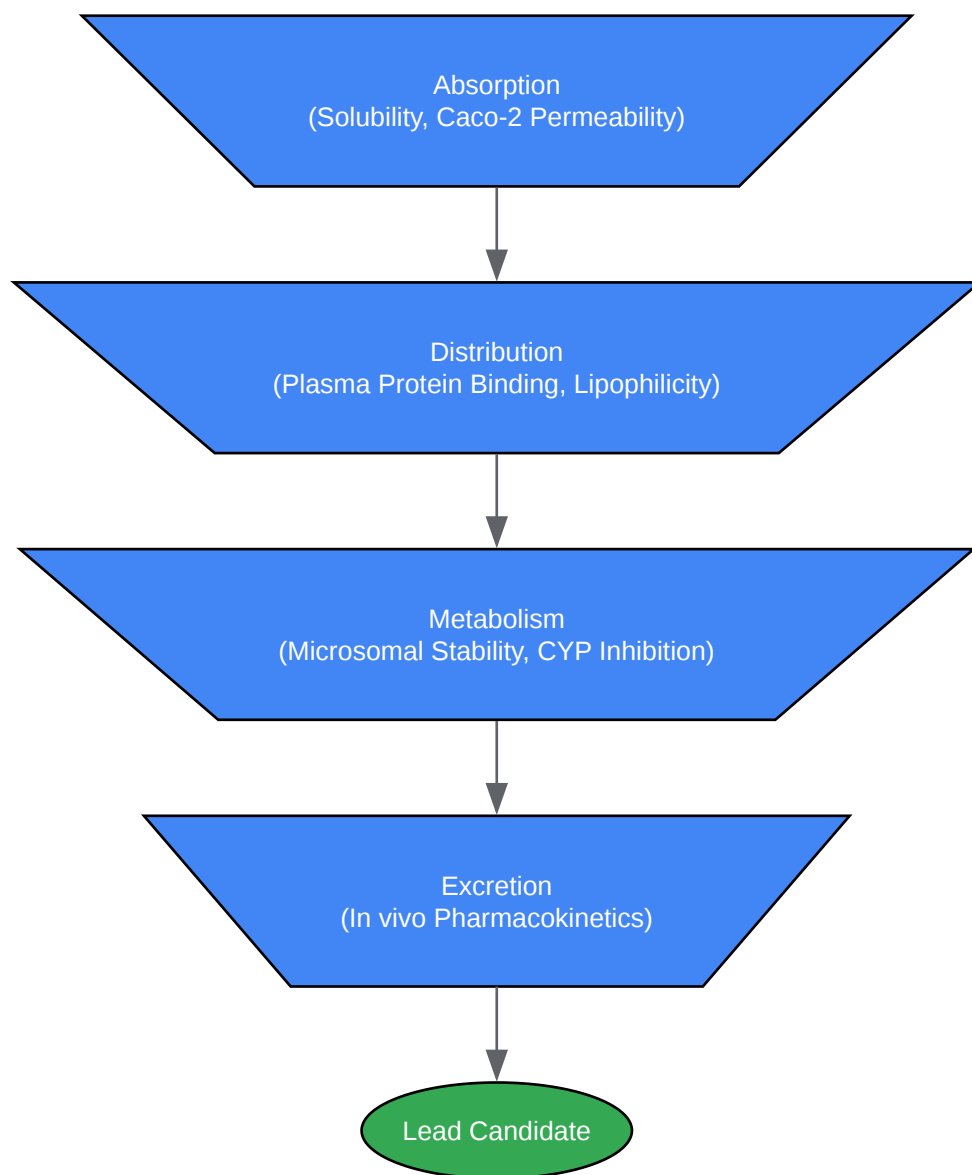 Absorption
(Solubility, Caco-2 Permeability)
Distribution
(Plasma Protein Binding, Lipophilicity)
Metabolism
(Microsomal Stability, CYP Inhibition)
Excretion
(In vivo Pharmacokinetics)
Lead Candidate